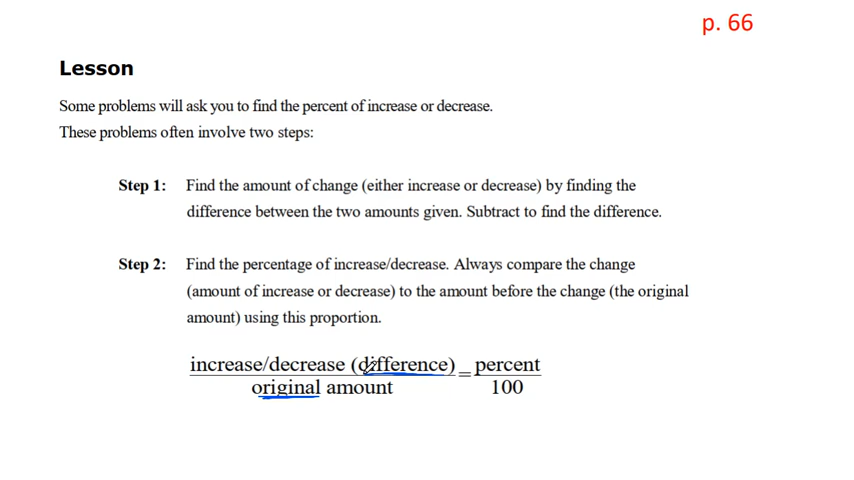 p. 66
Lesson
Some problems will ask you to find the percent of increase or decrease.
These problems often involve two steps:
Step 1: Find the amount of change (either increase or decrease) by finding the
difference between the two amounts given. Subtract to find the difference.
Step 2: Find the percentage of increase/decrease. Always compare the change
(amount of increase or decrease) to the amount before the change (the original
amount) using this proportion.
increase/decrease (difference) = percent
original amount 100